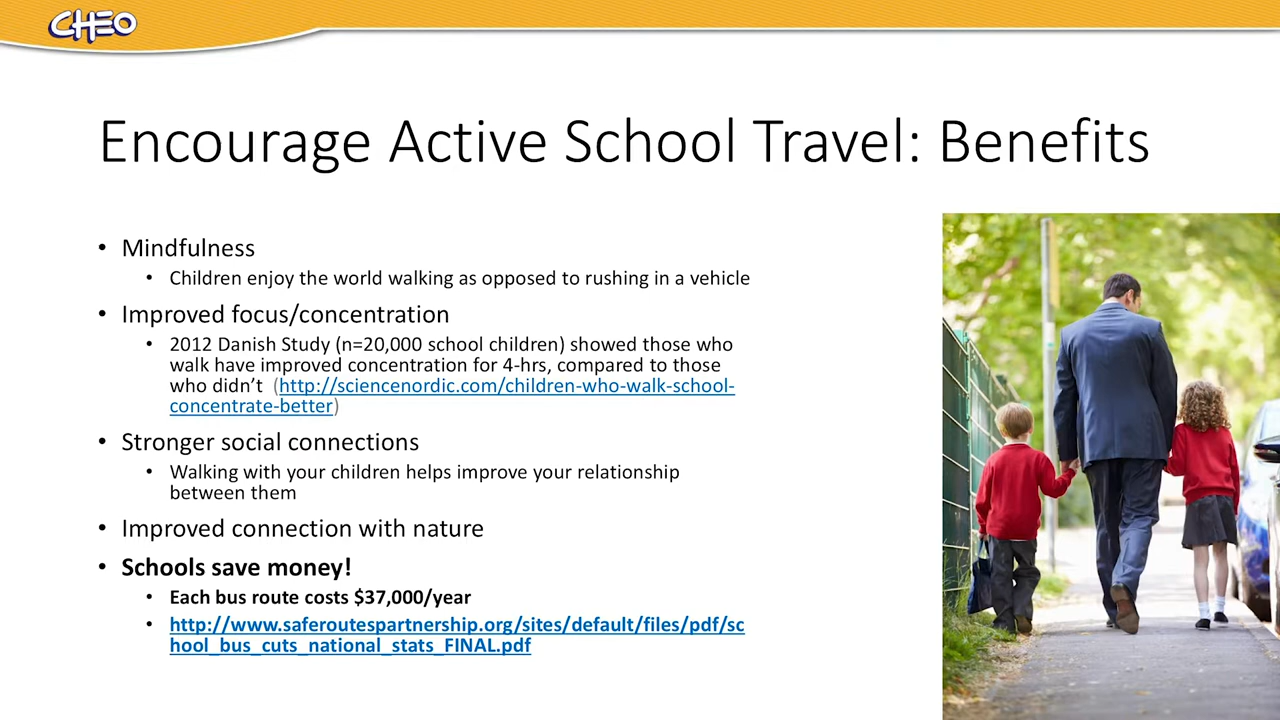 CHEO
Encourage Active School Travel: Benefits
• Mindfulness
• Children enjoy the world walking as opposed to rushing in a vehicle
• Improved focus/concentration
• 2012 Danish Study (n=20,000 school children) showed those who
walk have improved concentration for 4-hrs, compared to those
who didn't (http://sciencenordic.com/children-who-walk-school-
concentrate-better)
• Stronger social connections
• Walking with your children helps improve your relationship
between them
• Improved connection with nature
• Schools save money!
• Each bus route costs $37,000/year
• http://www.saferoutespartnership.org/sites/default/files/pdf/sc
hool_bus_cuts_national_stats_FINAL.pdf